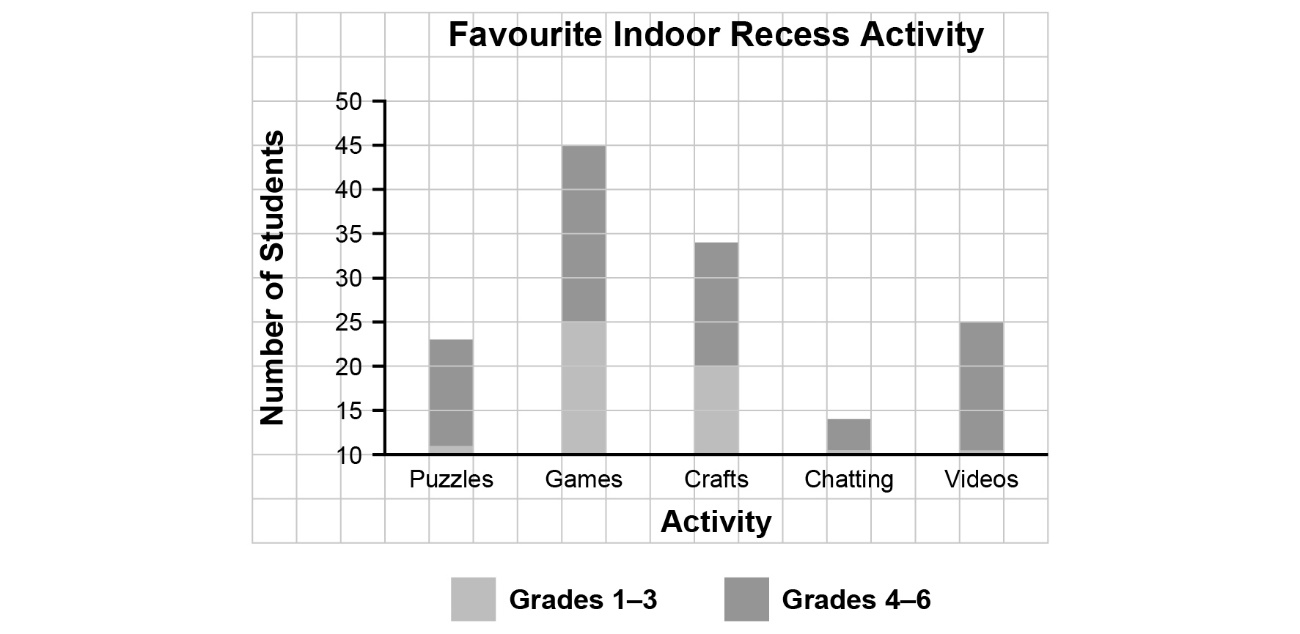 Favourite Indoor Recess Activity
Number of Students
50
45
40
35
30
25
20
15
10
Puzzles Games Crafts Chatting Videos
Activity
Grades 1–3 Grades 4–6